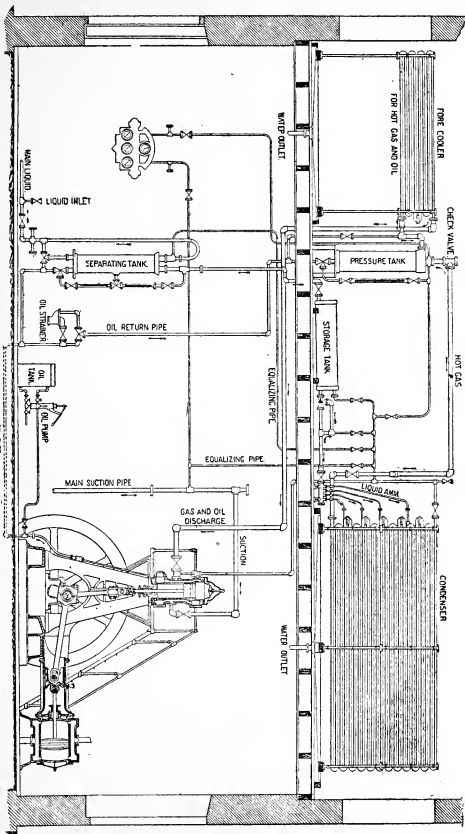 FORE COOLER
FOR HOT GAS AND OIL
CHECK VALVE
HOT GAS
PRESSURE TANK
WATER OUTLET
STORAGE TANK
LIQUID AMM.
CONDENSER
MAIN LIQUID
LIQUID INLET
SEPARATING TANK
OIL STRAINER
OIL RETURN PIPE
EQUALIZING PIPE
OIL
TANK
OIL PUMP
EQUALIZING PIPE
MAIN SUCTION PIPE
GAS AND OIL
DISCHARGE
SUCTION
WATER OUTLET